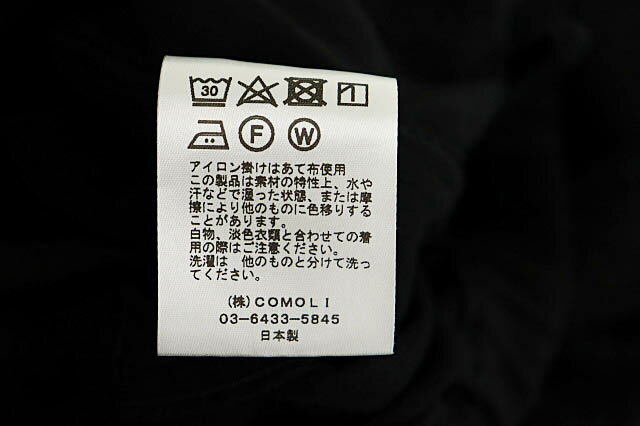 30
F W
アイロン掛けはあて布使用
この製品は素材の特性上、水や
汗などで湿った状態、または摩
擦により他のものに色移りする
ことがあります。
白物、淡色衣類と合わせての着
用の際はご注意ください。
洗濯は 他のものと分けて洗っ
てください。
(株)COMOLI
03-6433-5845
日本製